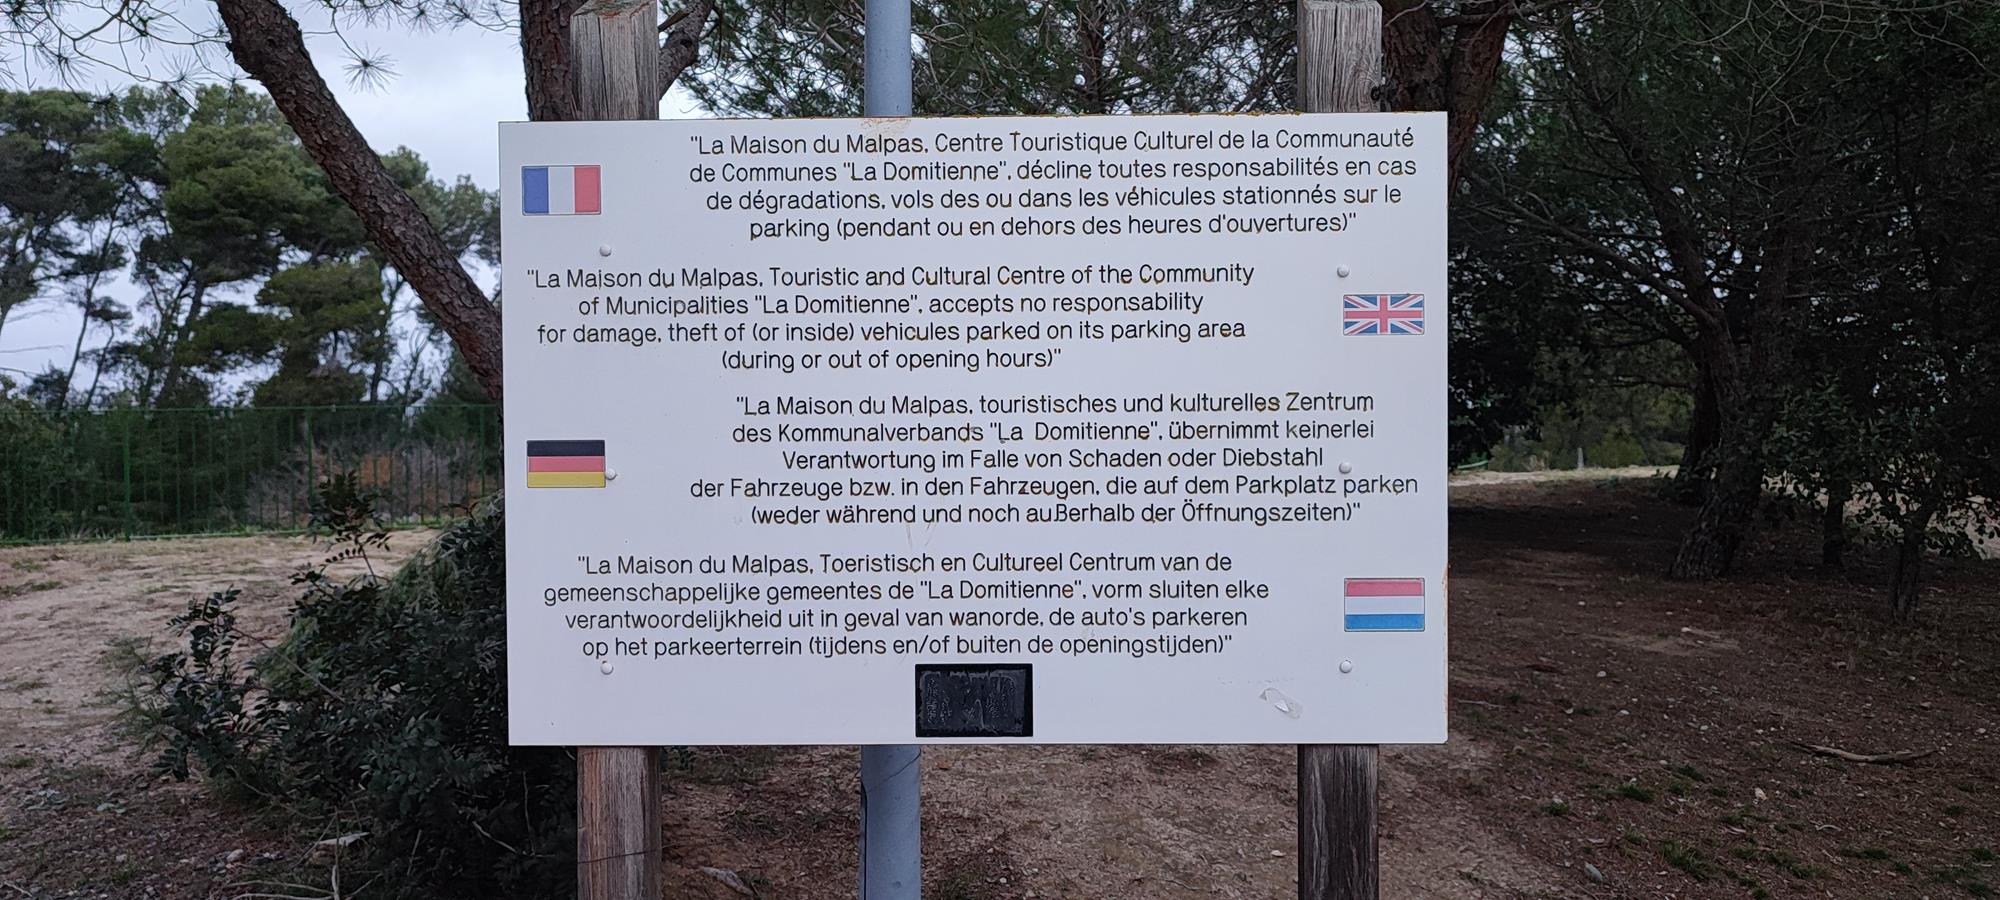 "La Maison du Malpas, Centre Touristique Culturel de la Communauté
de Communes "La Domitienne", décline toutes responsabilités en cas
de dégradations, vols des ou dans les véhicules stationnés sur le
parking (pendant ou en dehors des heures d'ouvertures)"
"La Maison du Malpas, Touristic and Cultural Centre of the Community
of Municipalities "La Domitienne", accepts no responsability
for damage, theft of (or inside) vehicules parked on its parking area
(during or out of opening hours)"
"La Maison du Malpas, touristisches und kulturelles Zentrum
des Kommunalverbands "La Domitienne", übernimmt keinerlei
Verantwortung im Falle von Schaden oder Diebstahl
der Fahrzeuge bzw. in den Fahrzeugen, die auf dem Parkplatz parken
(weder während und noch außerhalb der Öffnungszeiten)"
"La Maison du Malpas, Toeristisch en Cultureel Centrum van de
gemeenschappelijke gemeentes de "La Domitienne", vorm sluiten elke
verantwoordelijkheid uit in geval van wanorde, de auto's parkeren
op het parkeerterrein (tijdens en/of buiten de openingstijden)"